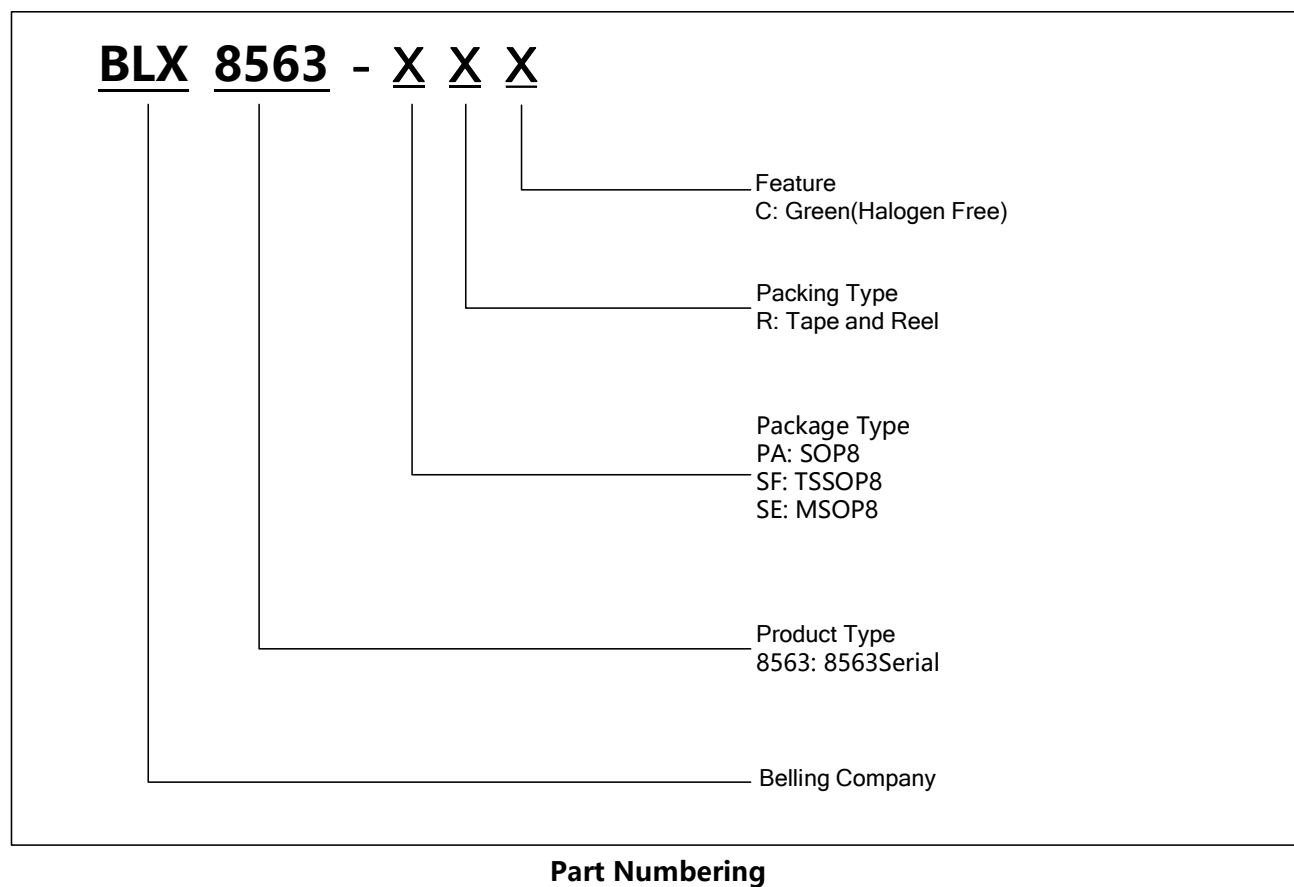 BLX 8563 - X X X
Feature
C: Green(Halogen Free)
Packing Type
R: Tape and Reel
Package Type
PA: SOP8
SF: TSSOP8
SE: MSOP8
Product Type
8563: 8563Serial
Belling Company
Part Numbering